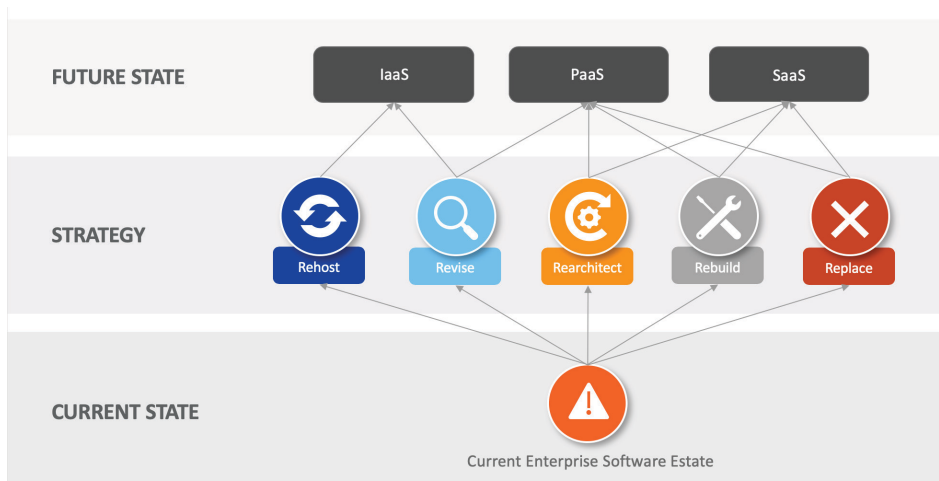 FUTURE STATE
IaaS
PaaS
SaaS
STRATEGY
Rehost
Revise
Rearchitect
Rebuild
Replace
CURRENT STATE
Current Enterprise Software Estate